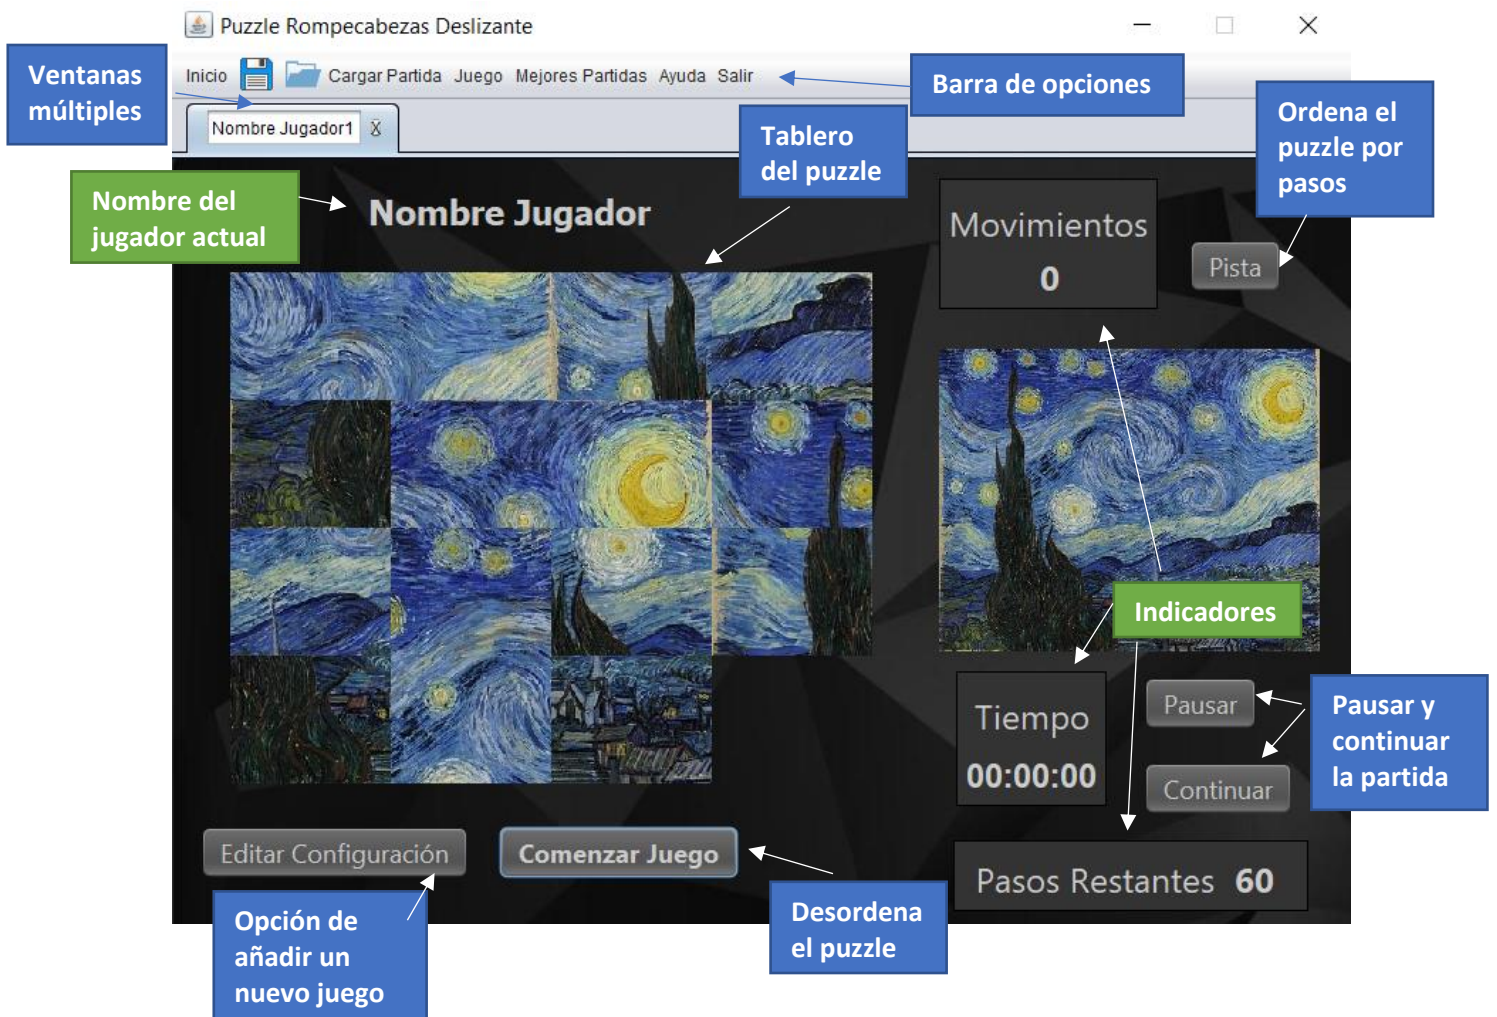 Puzzle Rompecabezas Deslizante
Inicio Cargar Partida Juego Mejores Partidas Ayuda Salir
Ventanas
múltiples
Barra de opciones
Nombre Jugador1 X
Tablero
del puzzle
Ordena el
puzzle por
pasos
Nombre del
jugador actual
Nombre Jugador
Movimientos
0
Pista
Indicadores
Tiempo
00:00:00
Pausar
Continuar
Pausar y
continuar
la partida
Editar Configuración
Comenzar Juego
Pasos Restantes 60
Opción de
añadir un
nuevo juego
Desordena
el puzzle